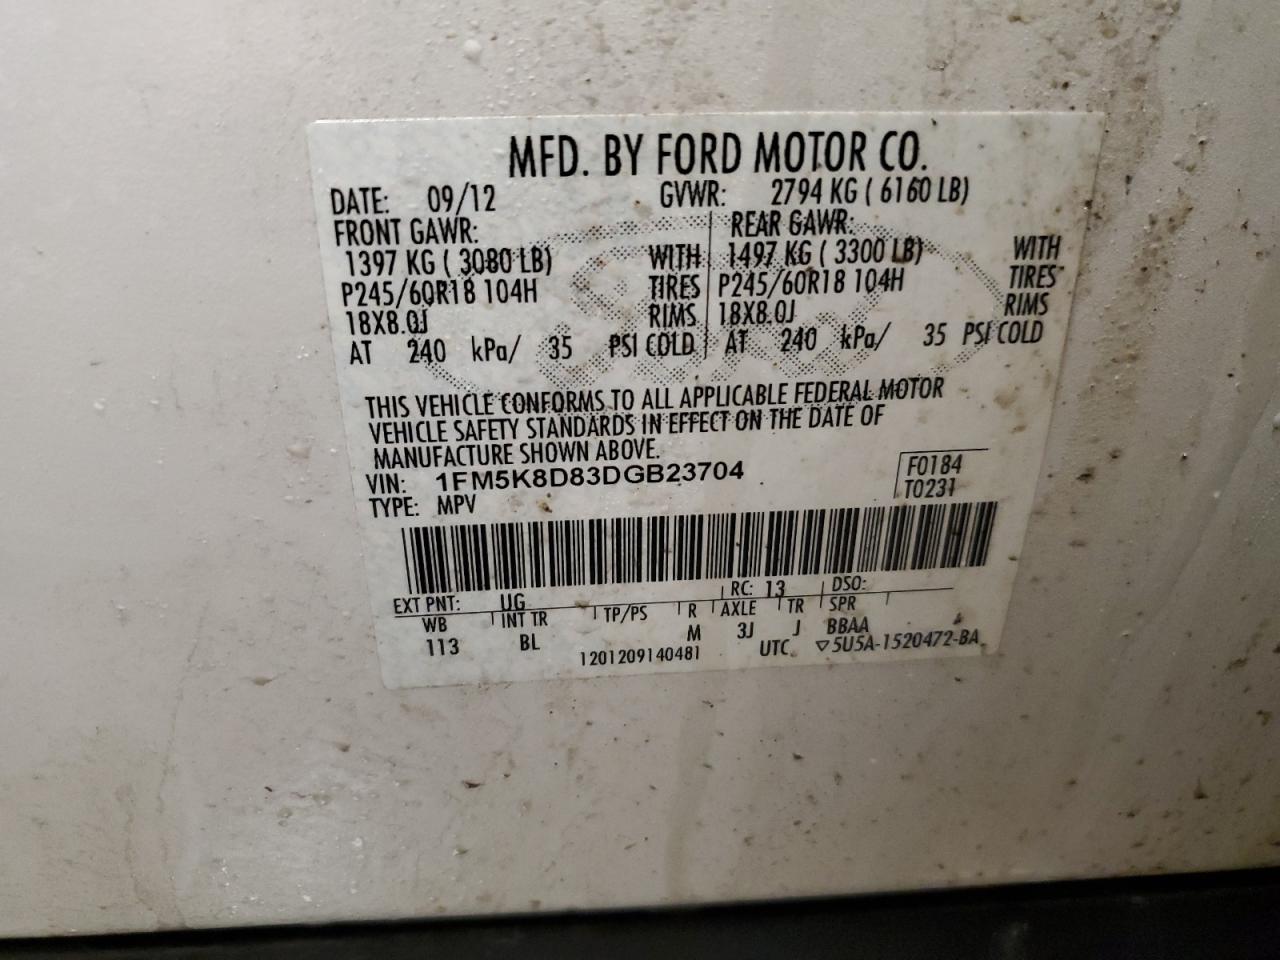 MFD. BY FORD MOTOR CO.
DATE: 09/12 GVWR: 2794 KG ( 6160 LB)
FRONT GAWR: REAR GAWR:
1397 KG ( 3080 LB) WITH 1497 KG ( 3300 LB) WITH
P245/60R18 104H TIRES P245/60R18 104H TIRES
18X8.0J RIMS 18X8.0J RIMS
AT 240 kPa/ 35 PSI COLD AT 240 kPa/ 35 PSI COLD
THIS VEHICLE CONFORMS TO ALL APPLICABLE FEDERAL MOTOR
VEHICLE SAFETY STANDARDS IN EFFECT ON THE DATE OF
MANUFACTURE SHOWN ABOVE.
VIN: 1FM5K8D83DGB23704 F0184
TYPE: MPV T0231
EXT PNT: UG RC: 13 DSO:
WB INT TR TP/PS R AXLE TR SPR
113 BL M 3J J BBAA
1201209140481 UTC ▽5U5A-1520472-BA